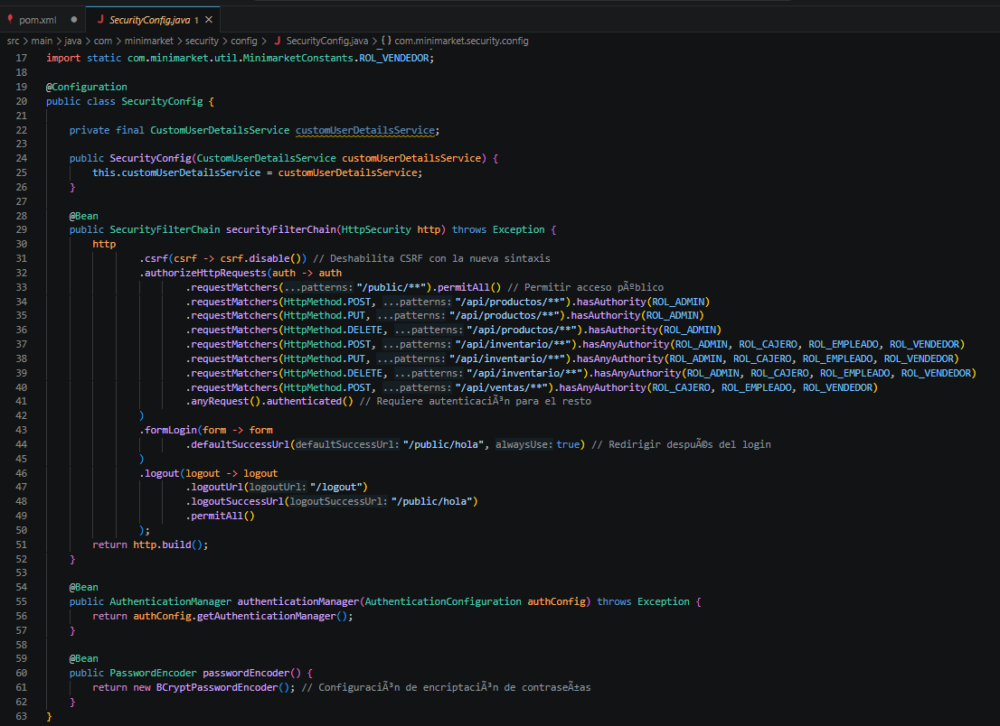 pom.xml ●
J SecurityConfig.java 1 ×
src > main > java > com > minimarket > security > config > J SecurityConfig.java > {} com.minimarket.security.config
17 import static com.minimarket.util.MinimarketConstants.ROL_VENDEDOR;
18
19 @Configuration
20 public class SecurityConfig {
21
22     private final CustomUserDetailsService customUserDetailsService;
23
24     public SecurityConfig(CustomUserDetailsService customUserDetailsService) {
25         this.customUserDetailsService = customUserDetailsService;
26     }
27
28     @Bean
29     public SecurityFilterChain securityFilterChain(HttpSecurity http) throws Exception {
30         http
31                 .csrf(csrf -> csrf.disable()) // Deshabilita CSRF con la nueva sintaxis
32                 .authorizeHttpRequests(auth -> auth
33                         .requestMatchers(...patterns: "/public/**").permitAll() // Permitir acceso pÃºblico
34                         .requestMatchers(HttpMethod.POST, ...patterns: "/api/productos/**").hasAuthority(ROL_ADMIN)
35                         .requestMatchers(HttpMethod.PUT, ...patterns: "/api/productos/**").hasAuthority(ROL_ADMIN)
36                         .requestMatchers(HttpMethod.DELETE, ...patterns: "/api/productos/**").hasAuthority(ROL_ADMIN)
37                         .requestMatchers(HttpMethod.POST, ...patterns: "/api/inventario/**").hasAnyAuthority(ROL_ADMIN, ROL_CAJERO, ROL_EMPLEADO, ROL_VENDEDOR)
38                         .requestMatchers(HttpMethod.PUT, ...patterns: "/api/inventario/**").hasAnyAuthority(ROL_ADMIN, ROL_CAJERO, ROL_EMPLEADO, ROL_VENDEDOR)
39                         .requestMatchers(HttpMethod.DELETE, ...patterns: "/api/inventario/**").hasAnyAuthority(ROL_ADMIN, ROL_CAJERO, ROL_EMPLEADO, ROL_VENDEDOR)
40                         .requestMatchers(HttpMethod.POST, ...patterns: "/api/ventas/**").hasAnyAuthority(ROL_CAJERO, ROL_EMPLEADO, ROL_VENDEDOR)
41                         .anyRequest().authenticated() // Requiere autenticaciÃ³n para el resto
42                 )
43                 .formLogin(form -> form
44                         .defaultSuccessUrl(defaultSuccessUrl: "/public/hola", alwaysUse: true) // Redirigir despuÃ©s del login
45                 )
46                 .logout(logout -> logout
47                         .logoutUrl(logoutUrl: "/logout")
48                         .logoutSuccessUrl(logoutSuccessUrl: "/public/hola")
49                         .permitAll()
50                 );
51         return http.build();
52     }
53
54     @Bean
55     public AuthenticationManager authenticationManager(AuthenticationConfiguration authConfig) throws Exception {
56         return authConfig.getAuthenticationManager();
57     }
58
59     @Bean
60     public PasswordEncoder passwordEncoder() {
61         return new BCryptPasswordEncoder(); // ConfiguraciÃ³n de encriptaciÃ³n de contraseÃ±as
62     }
63 }